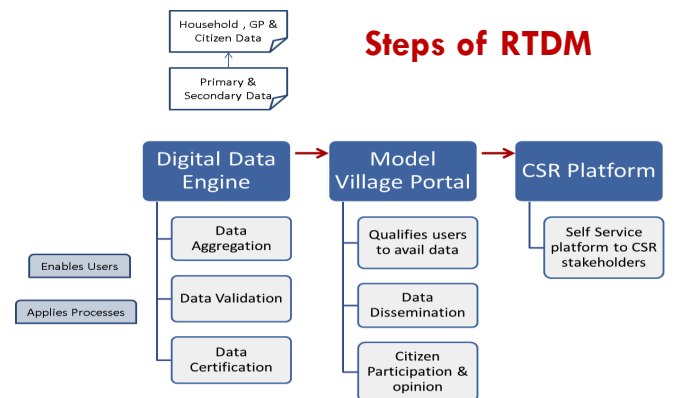 Household , GP &
Citizen Data
Steps of RTDM
Primary &
Secondary Data
Digital Data
Engine
Model
Village Portal
CSR Platform
Data
Aggregation
Qualifies users
to avail data
Self Service
platform to CSR
stakeholders
Enables Users
Data Validation
Data
Dissemination
Applies Processes
Data
Certification
Citizen
Participation &
opinion